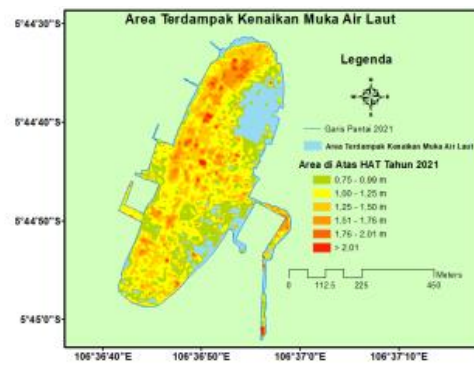 Area Terdampak Kenaikan Muka Air Laut
5°44'30"S
5°44'40"S
5°44'50"S
5°45'0"S
Legenda
Garis Pantai 2021
Area Terdampak Kenaikan Muka Air Laut
Area di Atas HAT Tahun 2021
0.75 - 0.99 m
1.00 - 1.25 m
1.25 - 1.50 m
1.51 - 1.76 m
1.76 - 2.01 m
> 2.01
Meters
0 112.5 225 450
106°36'40"E 106°36'50"E 106°37'0"E 106°37'10"E